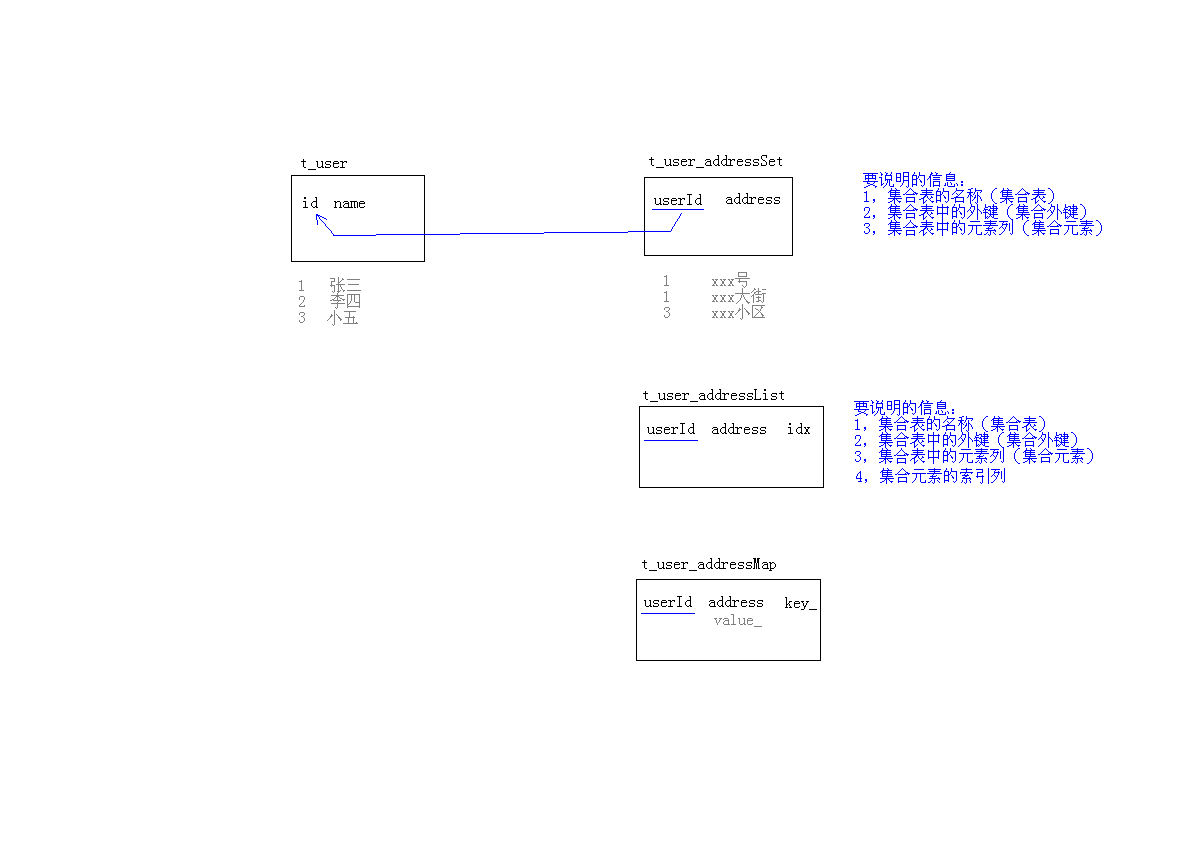 t_user
id name
1 张三
2 李四
3 小五
t_user_addressSet
userId address
1 xxx号
1 xxx大街
3 xxx小区
要说明的信息:
1, 集合表的名称（集合表）
2, 集合表中的外键（集合外键）
3, 集合表中的元素列（集合元素）
t_user_addressList
userId address idx
要说明的信息:
1, 集合表的名称（集合表）
2, 集合表中的外键（集合外键）
3, 集合表中的元素列（集合元素）
4, 集合元素的索引列
t_user_addressMap
userId address key_
value_